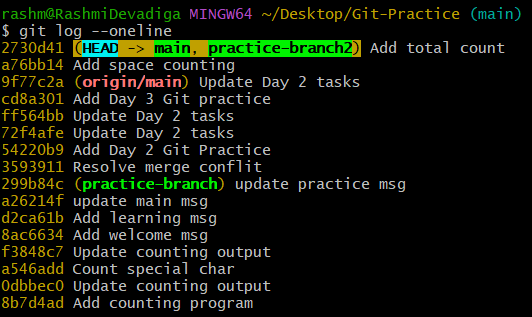 rashm@RashmiDevadiga MINGW64 ~/Desktop/Git-Practice (main)
$ git log --oneline
2730d41 (HEAD -> main, practice-branch2) Add total count
a76bb14 Add space counting
9f77c2a (origin/main) Update Day 2 tasks
cd8a301 Add Day 3 Git practice
ff564bb Update Day 2 tasks
72f4afe Update Day 2 tasks
54220b9 Add Day 2 Git Practice
3593911 Resolve merge conflit
299b84c (practice-branch) update practice msg
a26214f update main msg
d2ca61b Add learning msg
8ac6634 Add welcome msg
f3848c7 Update counting output
a546add Count special char
0dbbec0 Update counting output
8b7d4ad Add counting program